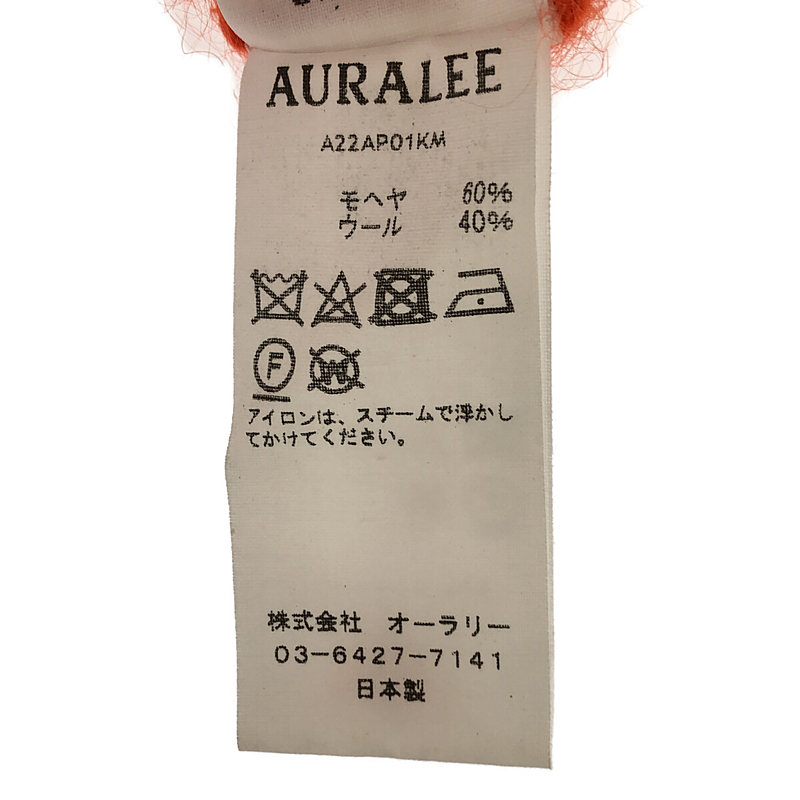 AURALEE
A22AP01KM
モヘヤ 60%
ウール 40%
F W
アイロンは、スチームで浮かし
てかけてください。
株式会社 オーラリー
03-6427-7141
日本製